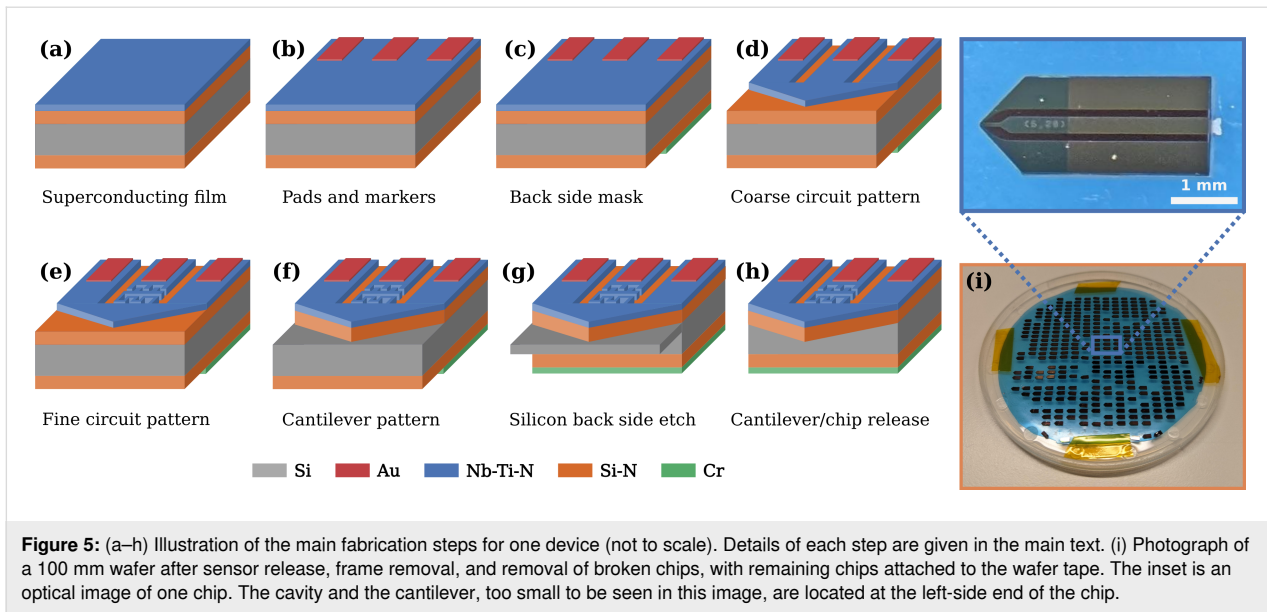 (a)
(b)
(c)
(d)
Superconducting film
Pads and markers
Back side mask
Coarse circuit pattern
(5,28)
1 mm
(e)
(f)
(g)
(h)
(i)
Fine circuit pattern
Cantilever pattern
Silicon back side etch
Cantilever/chip release
Si
Au
Nb-Ti-N
Si-N
Cr
Figure 5: (a–h) Illustration of the main fabrication steps for one device (not to scale). Details of each step are given in the main text. (i) Photograph of
a 100 mm wafer after sensor release, frame removal, and removal of broken chips, with remaining chips attached to the wafer tape. The inset is an
optical image of one chip. The cavity and the cantilever, too small to be seen in this image, are located at the left-side end of the chip.